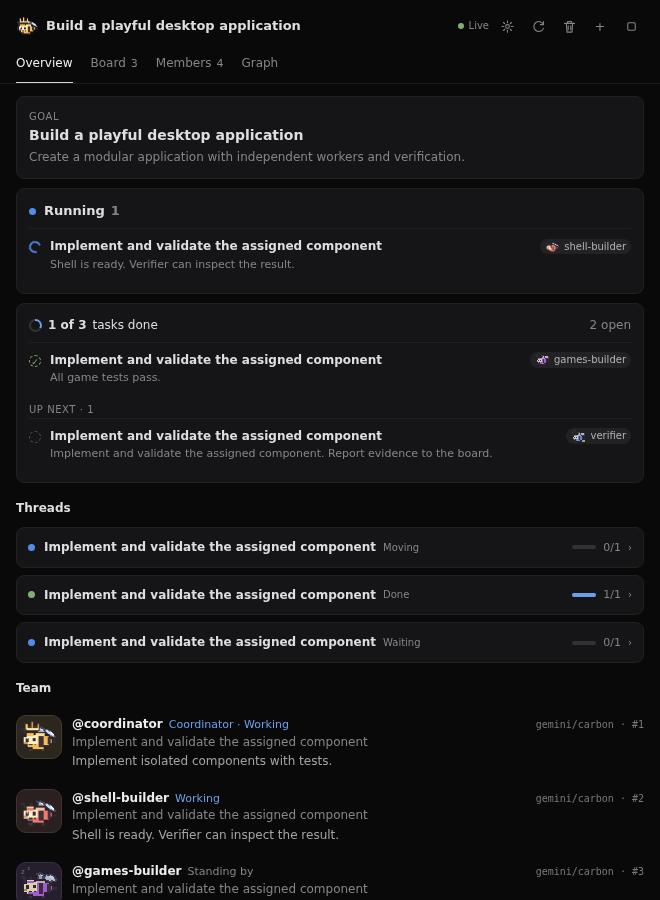 Build a playful desktop application
Live
Overview Board 3 Members 4 Graph
GOAL
Build a playful desktop application
Create a modular application with independent workers and verification.
Running 1
Implement and validate the assigned component shell-builder
Shell is ready. Verifier can inspect the result.
1 of 3 tasks done 2 open
Implement and validate the assigned component games-builder
All game tests pass.
UP NEXT · 1
Implement and validate the assigned component verifier
Implement and validate the assigned component. Report evidence to the board.
Threads
Implement and validate the assigned component Moving 0/1 ›
Implement and validate the assigned component Done 1/1 ›
Implement and validate the assigned component Waiting 0/1 ›
Team
@coordinator Coordinator · Working gemini/carbon · #1
Implement and validate the assigned component
Implement isolated components with tests.
@shell-builder Working gemini/carbon · #2
Implement and validate the assigned component
Shell is ready. Verifier can inspect the result.
@games-builder Standing by gemini/carbon · #3
Implement and validate the assigned component